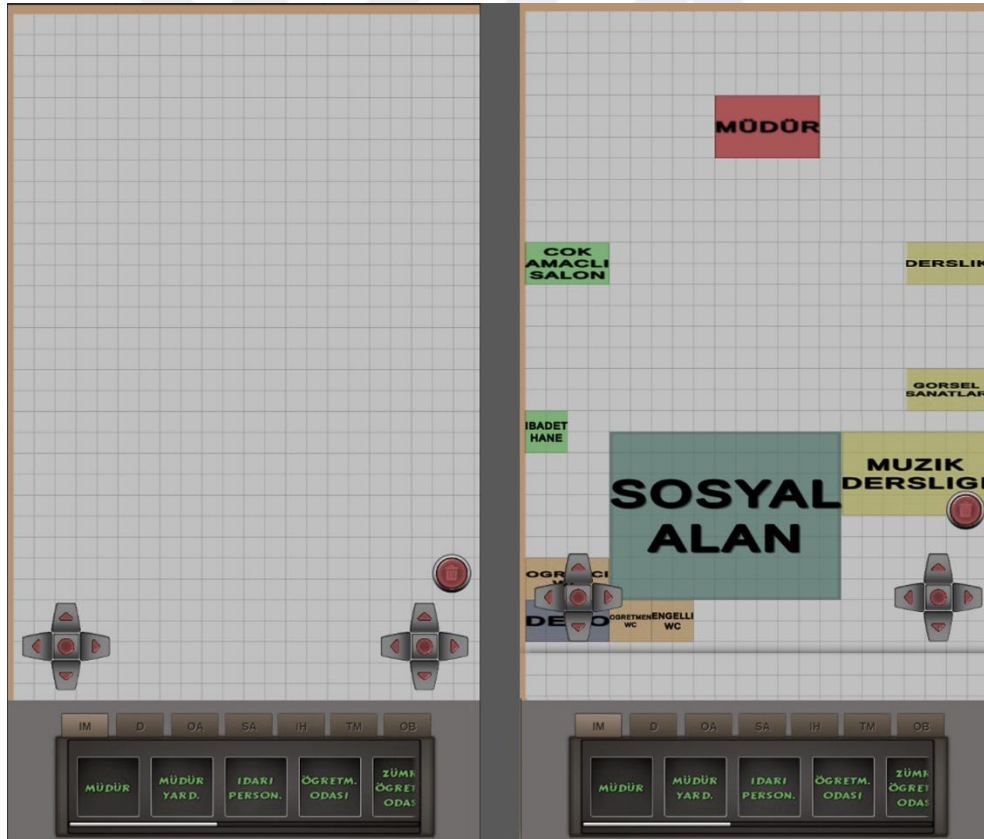 IM D OA SA IH TM OB
MÜDÜR
MÜDÜR
YARD.
IDARI
PERSON.
ÖGRETM.
ODASI
MÜDÜR
COK
AMACLI
SALON
DERSLIK
GORSEL
SANATLAR
IBADET
HANE
SOSYAL
ALAN
MUZIK
DERSLIGI
OGRETMEN
WC
ENGELLI
WC
IM D OA SA IH TM OB
MÜDÜR
MÜDÜR
YARD.
IDARI
PERSON.
ÖGRETM.
ODASI